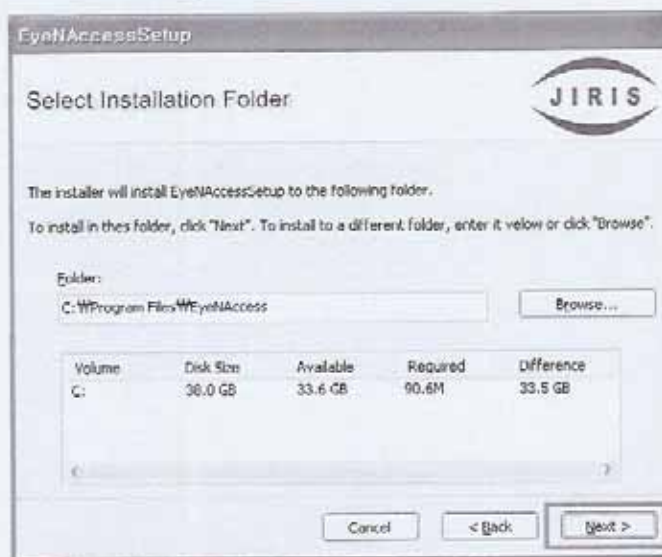 EyeNAccessSetup
Select Installation Folder
JIRIS
The installer will install EyeNAccessSetup to the following folder.
To install in thes folder, click "Next". To install to a different folder, enter it velow or click "Browse".
Folder:
C:₩Program Files₩EyeNAccess
Browse...
Volume Disk Size Available Required Difference
C: 38.0 GB 33.6 GB 90.6M 33.5 GB
Cancel
< Back
Next >